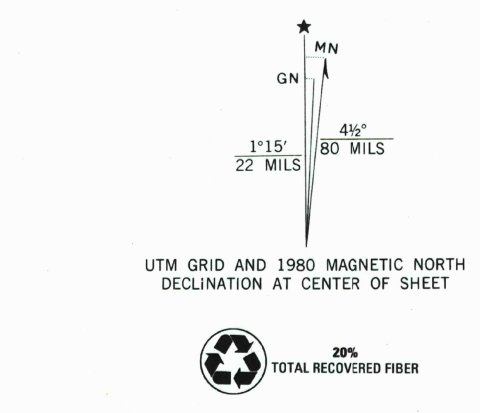 ★
MN
GN
4½°
80 MILS
1°15′
22 MILS
UTM GRID AND 1980 MAGNETIC NORTH
DECLINATION AT CENTER OF SHEET
20%
TOTAL RECOVERED FIBER